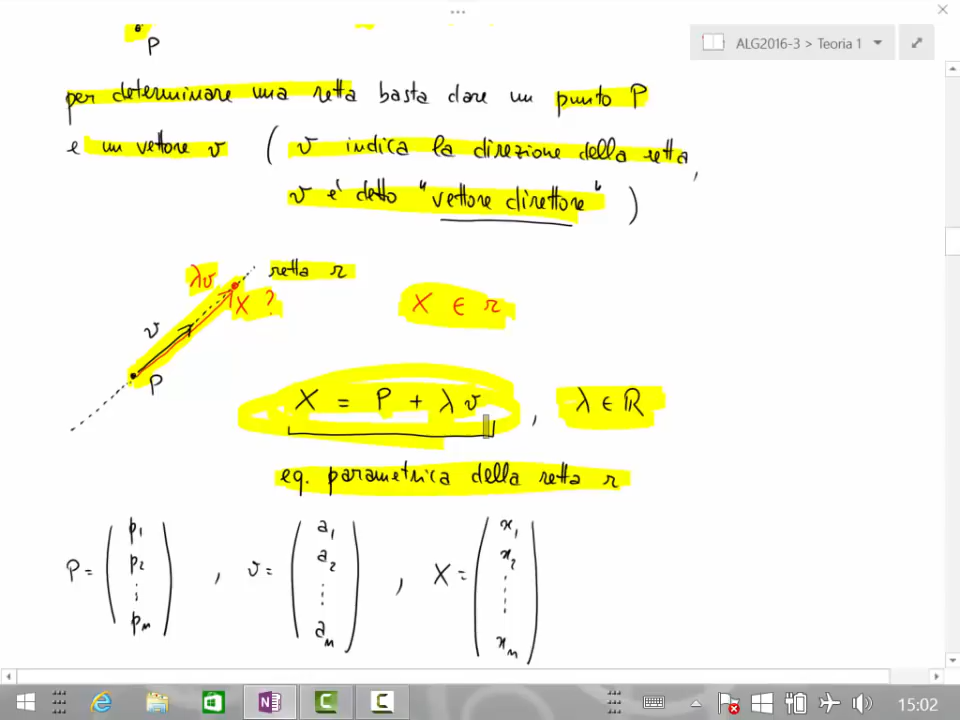 P
ALG2016-3 > Teoria 1
per determinare una retta basta dare un punto P
e un vettore v ( v indica la direzione della retta,
v e' detto "vettore direttore" )
λv
retta r
X ?
X ∈ r
v
P
X = P + λv , λ ∈ ℝ
eq. parametrica della retta r
P = ( p1 p2 ⋮ pn ) , v = ( a1 a2 ⋮ an ) , X = ( x1 x2 ⋮ xn )
15:02